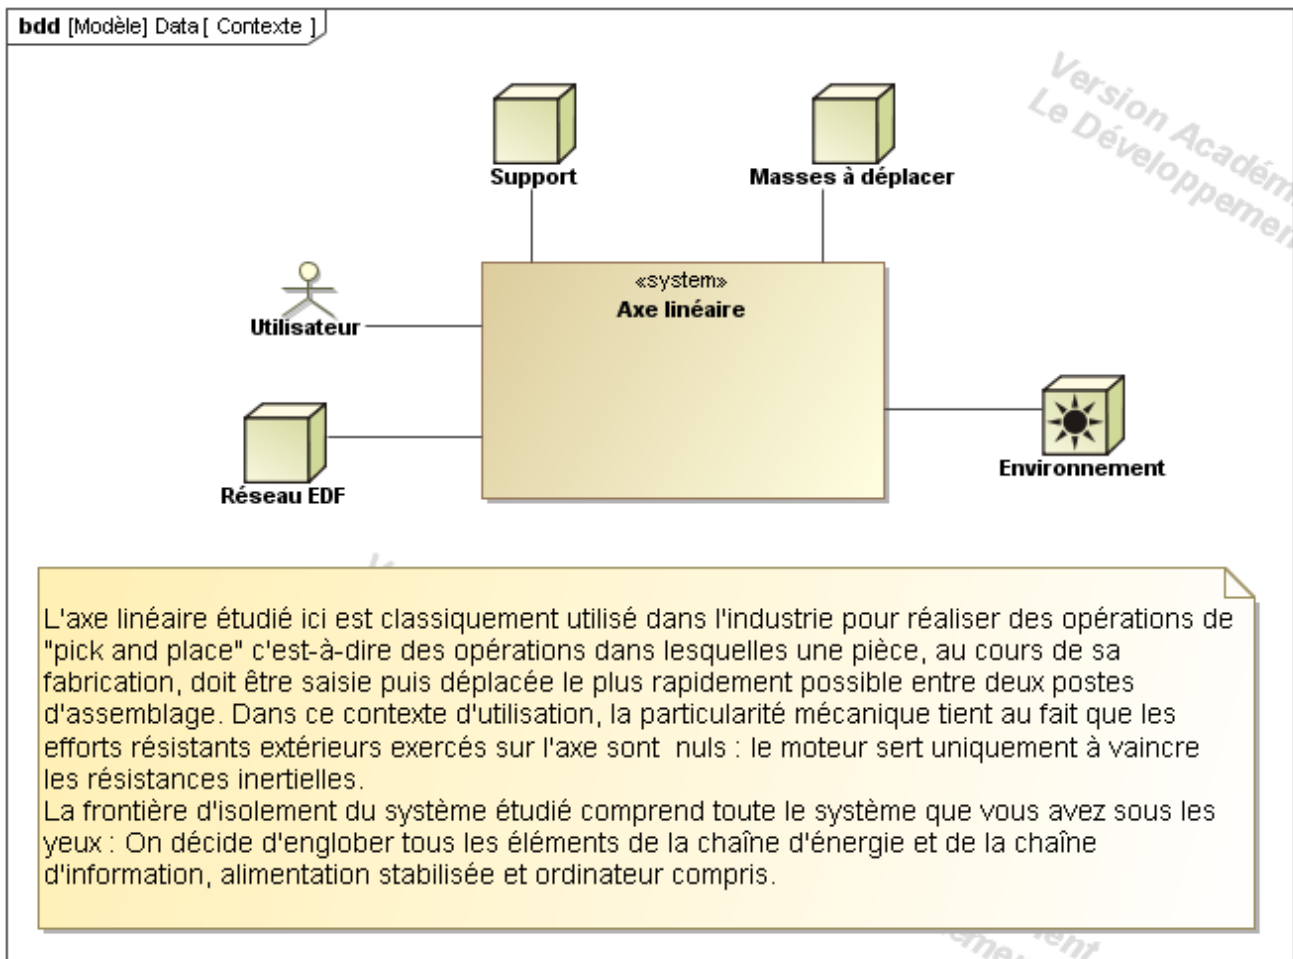 bdd [Modèle] Data [ Contexte ]
Version Académ
Le Développemen
Support
Masses à déplacer
«system»
Axe linéaire
Utilisateur
Réseau EDF
Environnement
L'axe linéaire étudié ici est classiquement utilisé dans l'industrie pour réaliser des opérations de
"pick and place" c'est-à-dire des opérations dans lesquelles une pièce, au cours de sa
fabrication, doit être saisie puis déplacée le plus rapidement possible entre deux postes
d'assemblage. Dans ce contexte d'utilisation, la particularité mécanique tient au fait que les
efforts résistants extérieurs exercés sur l'axe sont  nuls : le moteur sert uniquement à vaincre
les résistances inertielles.
La frontière d'isolement du système étudié comprend toute le système que vous avez sous les
yeux : On décide d'englober tous les éléments de la chaîne d'énergie et de la chaîne
d'information, alimentation stabilisée et ordinateur compris.